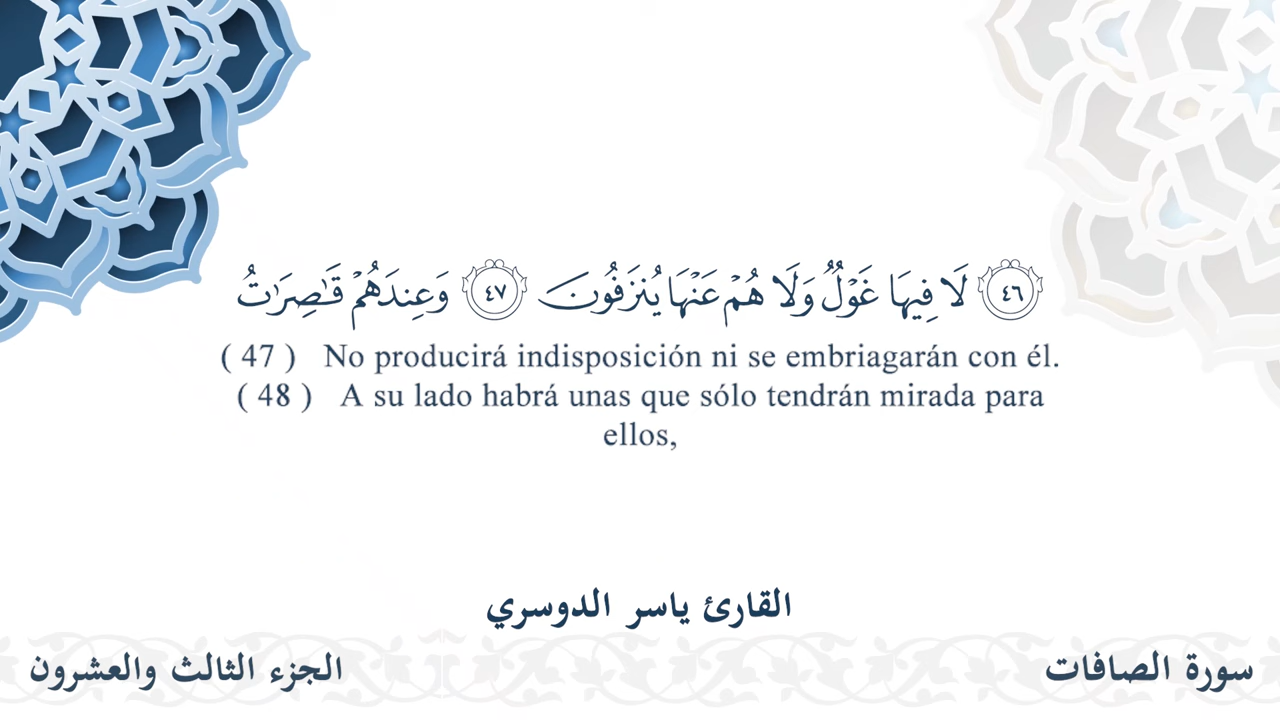 ٤٦ لَا فِيهَا غَوْلٌ وَلَا هُمْ عَنْهَا يُنزَفُونَ ٤٧ وَعِندَهُمْ قَٰصِرَٰتُ
( 47 ) No producirá indisposición ni se embriagarán con él.
( 48 ) A su lado habrá unas que sólo tendrán mirada para
ellos,
القارئ ياسر الدوسري
سورة الصافات
الجزء الثالث والعشرون